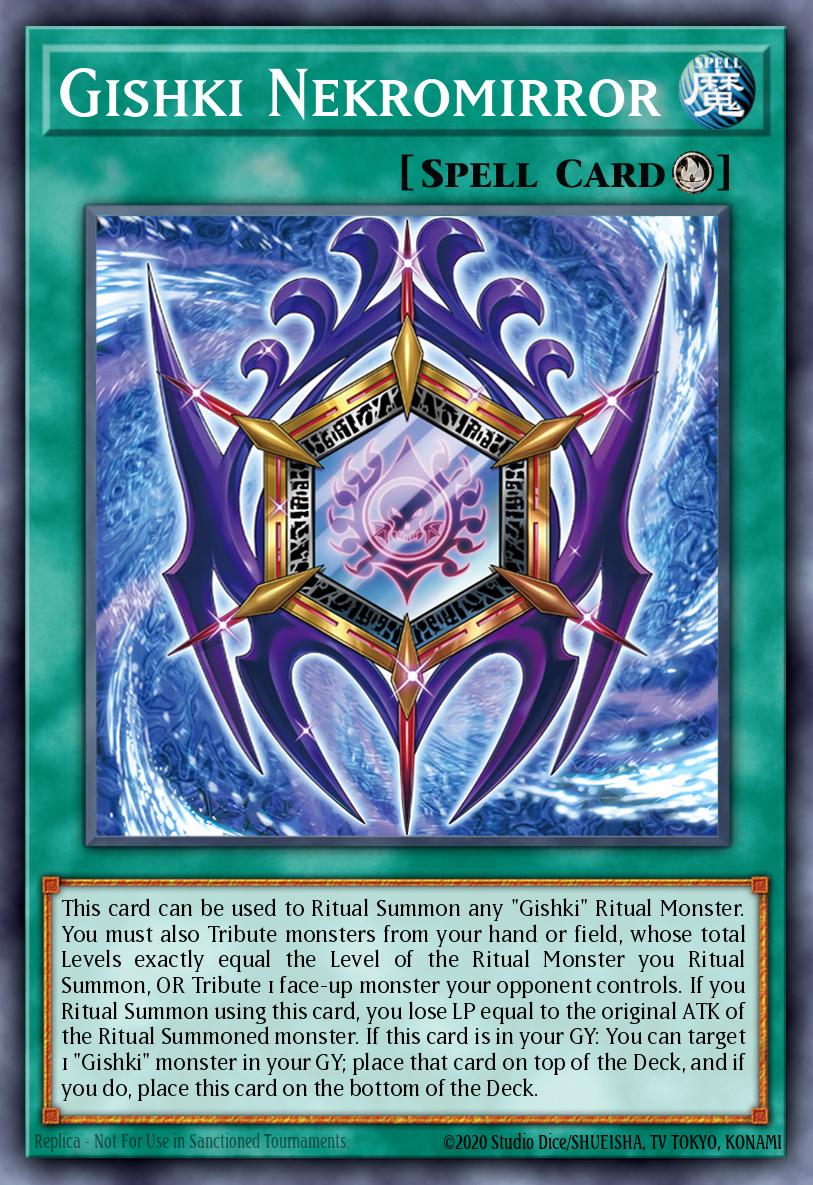 Gishki Nekromirror
SPELL
魔
[Spell Card]
This card can be used to Ritual Summon any "Gishki" Ritual Monster.
You must also Tribute monsters from your hand or field, whose total
Levels exactly equal the Level of the Ritual Monster you Ritual
Summon, OR Tribute 1 face-up monster your opponent controls. If you
Ritual Summon using this card, you lose LP equal to the original ATK of
the Ritual Summoned monster. If this card is in your GY: You can target
1 "Gishki" monster in your GY; place that card on top of the Deck, and if
you do, place this card on the bottom of the Deck.
Replica - Not For Use in Sanctioned Tournaments.
©2020 Studio Dice/SHUEISHA, TV TOKYO, KONAMI